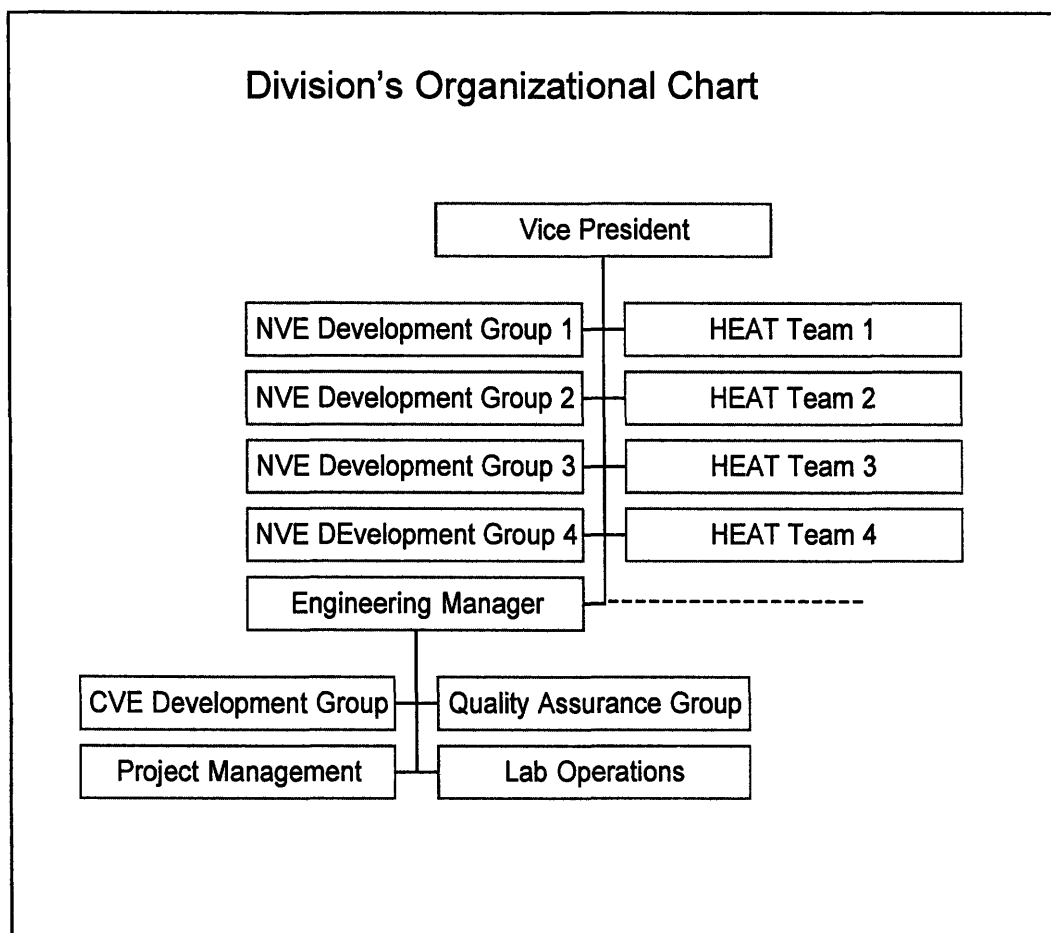 Division's Organizational Chart
Vice President
NVE Development Group 1
HEAT Team 1
NVE Development Group 2
HEAT Team 2
NVE Development Group 3
HEAT Team 3
NVE DEvelopment Group 4
HEAT Team 4
Engineering Manager
CVE Development Group
Quality Assurance Group
Project Management
Lab Operations